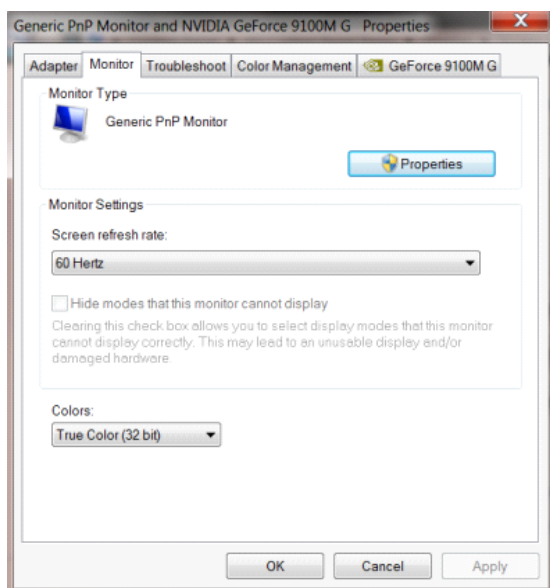 Generic PnP Monitor and NVIDIA GeForce 9100M G Properties
Adapter Monitor Troubleshoot Color Management GeForce 9100M G
Monitor Type
Generic PnP Monitor
Properties
Monitor Settings
Screen refresh rate:
60 Hertz
Hide modes that this monitor cannot display
Clearing this check box allows you to select display modes that this monitor
cannot display correctly. This may lead to an unusable display and/or
damaged hardware.
Colors:
True Color (32 bit)
OK Cancel Apply